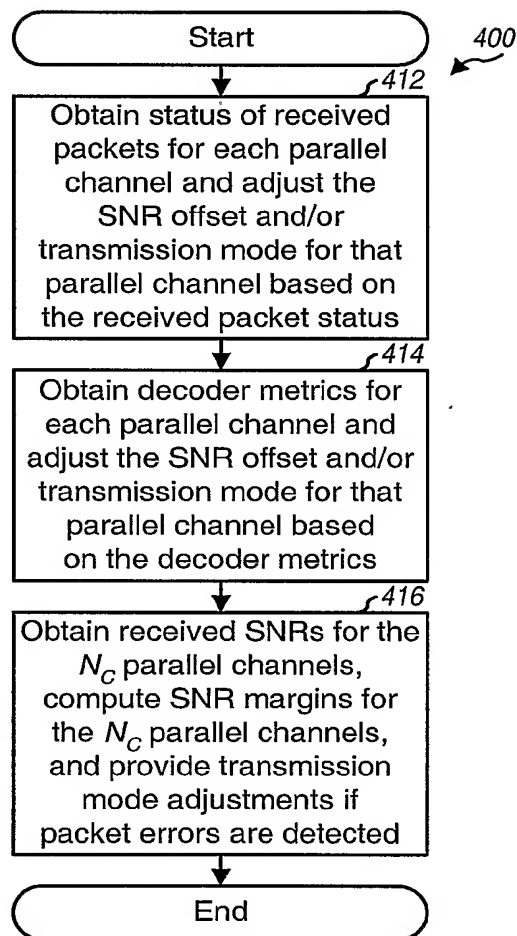 Start
400
412
Obtain status of received
packets for each parallel
channel and adjust the
SNR offset and/or
transmission mode for that
parallel channel based on
the received packet status
414
Obtain decoder metrics for
each parallel channel and
adjust the SNR offset and/or
transmission mode for that
parallel channel based
on the decoder metrics
416
Obtain received SNRs for the
N_C parallel channels,
compute SNR margins for
the N_C parallel channels,
and provide transmission
mode adjustments if
packet errors are detected
End